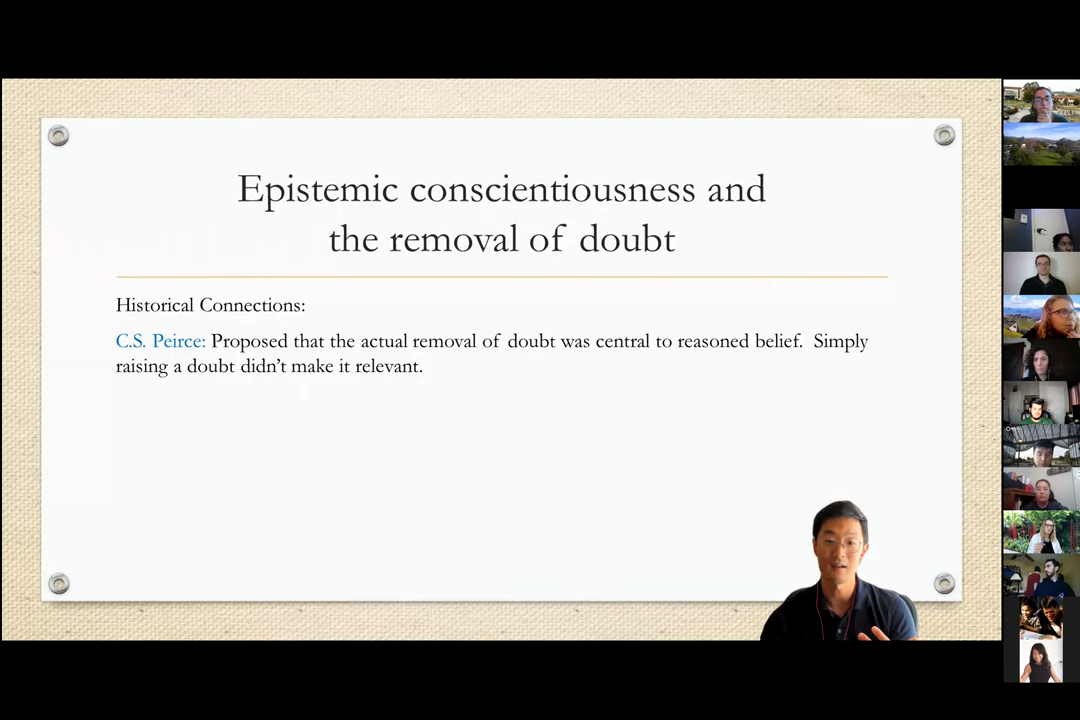 Epistemic conscientiousness and
the removal of doubt
Historical Connections:
C.S. Peirce: Proposed that the actual removal of doubt was central to reasoned belief. Simply
raising a doubt didn't make it relevant.